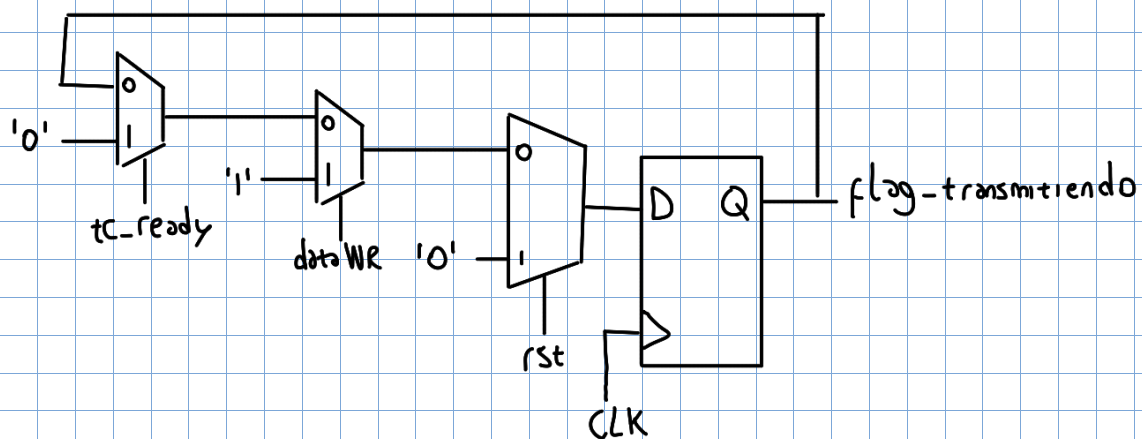 0
'0'
1
tc_ready
0
'1'
1
dataWR
0
'0'
1
rst
D
Q
CLK
flag_transmitiendo